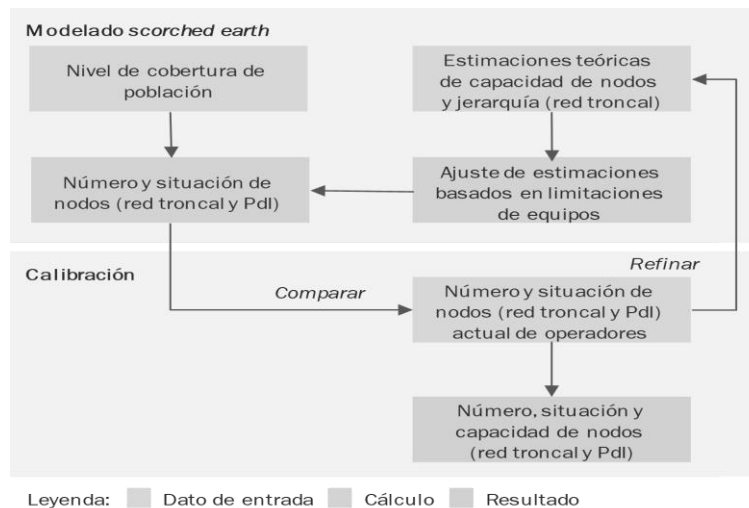 Modelado scorched earth
Nivel de cobertura de
población
Estimaciones teóricas
de capacidad de nodos
y jerarquía (red troncal)
Número y situación de
nodos (red troncal y PdI)
Ajuste de estimaciones
basados en limitaciones
de equipos
Calibración
Comparar
Refinar
Número y situación de
nodos (red troncal y PdI)
actual de operadores
Número, situación y
capacidad de nodos
(red troncal y PdI)
Leyenda: Dato de entrada Cálculo Resultado